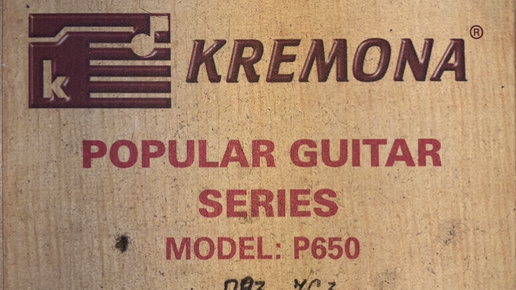 k KREMONA®
POPULAR GUITAR
SERIES
MODEL: P650